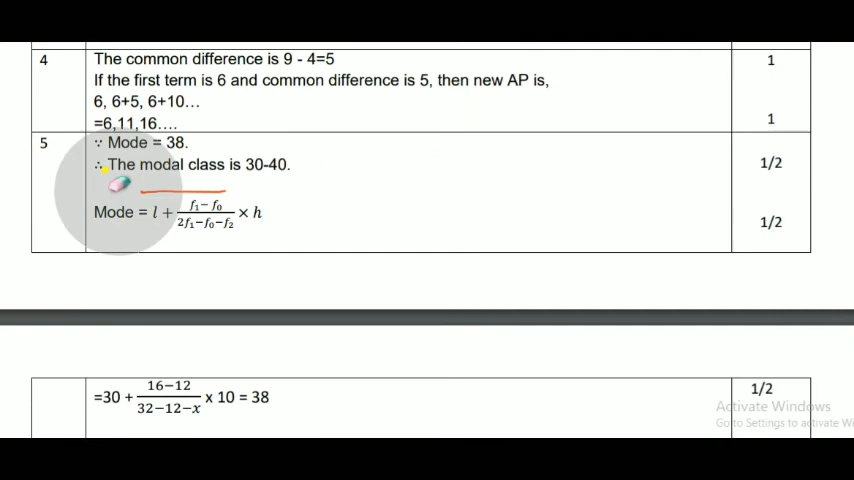 4 The common difference is 9 - 4=5 1
If the first term is 6 and common difference is 5, then new AP is,
6, 6+5, 6+10…
=6,11,16…. 1
5 ∵ Mode = 38.
∴ The modal class is 30-40. 1/2
Mode = l + (f₁− f₀)/(2f₁−f₀−f₂) × h 1/2
=30 + (16−12)/(32−12−x) x 10 = 38 1/2
Activate Windows
Go to Settings to activate Wi